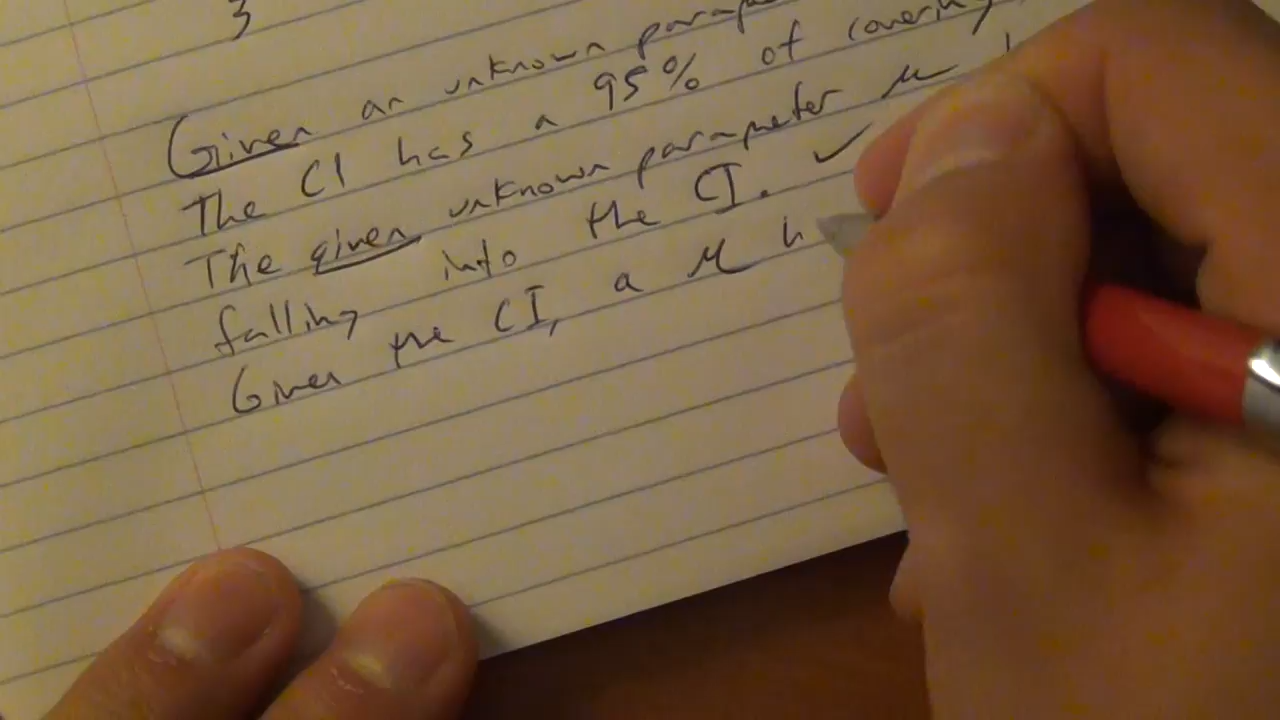 3
Given an unknown
The CI has a 95% of covering
The given unknown parameter μ
falling into the CI. ✓
Given the CI, a μ h